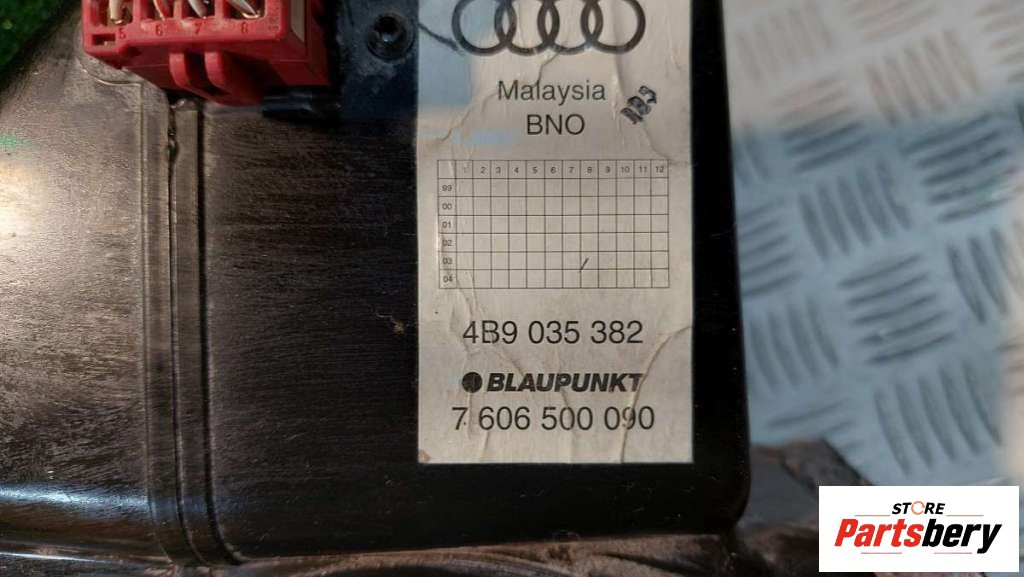 5 6 7 8
Malaysia
BNO
1 2 3 4 5 6 7 8 9 10 11 12
99
00
01
02
03
04
4B9 035 382
BLAUPUNKT
7 606 500 090
STORE
Partsbery